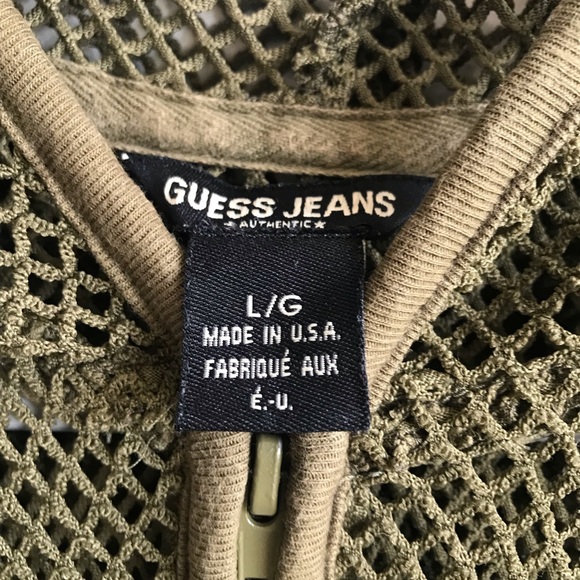 GUESS JEANS
★ AUTHENTIC ★
L/G
MADE IN U.S.A.
FABRIQUÉ AUX
É.-U.